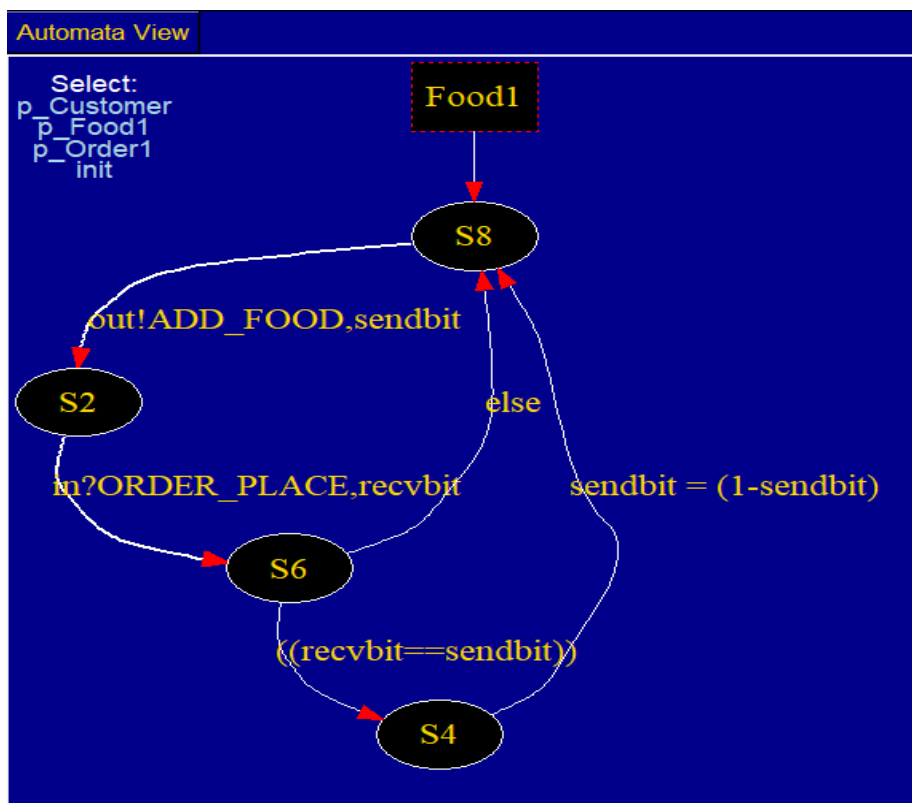 Automata View
Select:
p_Customer
p_Food1
p_Order1
init
Food1
S8
out!ADD_FOOD,sendbit
S2
else
in?ORDER_PLACE,recvbit
sendbit = (1-sendbit)
S6
((recvbit==sendbit))
S4